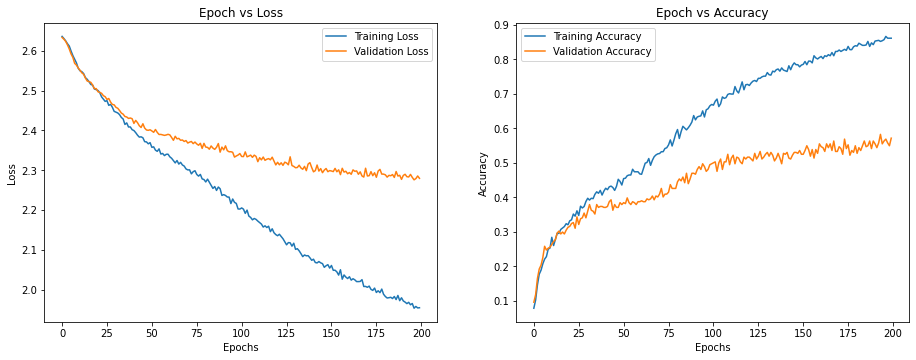 Epoch vs Loss
Training Loss
Validation Loss
2.6
2.5
2.4
2.3
2.2
2.1
2.0
Loss
0 25 50 75 100 125 150 175 200
Epochs
Epoch vs Accuracy
Training Accuracy
Validation Accuracy
0.9
0.8
0.7
0.6
0.5
0.4
0.3
0.2
0.1
Accuracy
0 25 50 75 100 125 150 175 200
Epochs